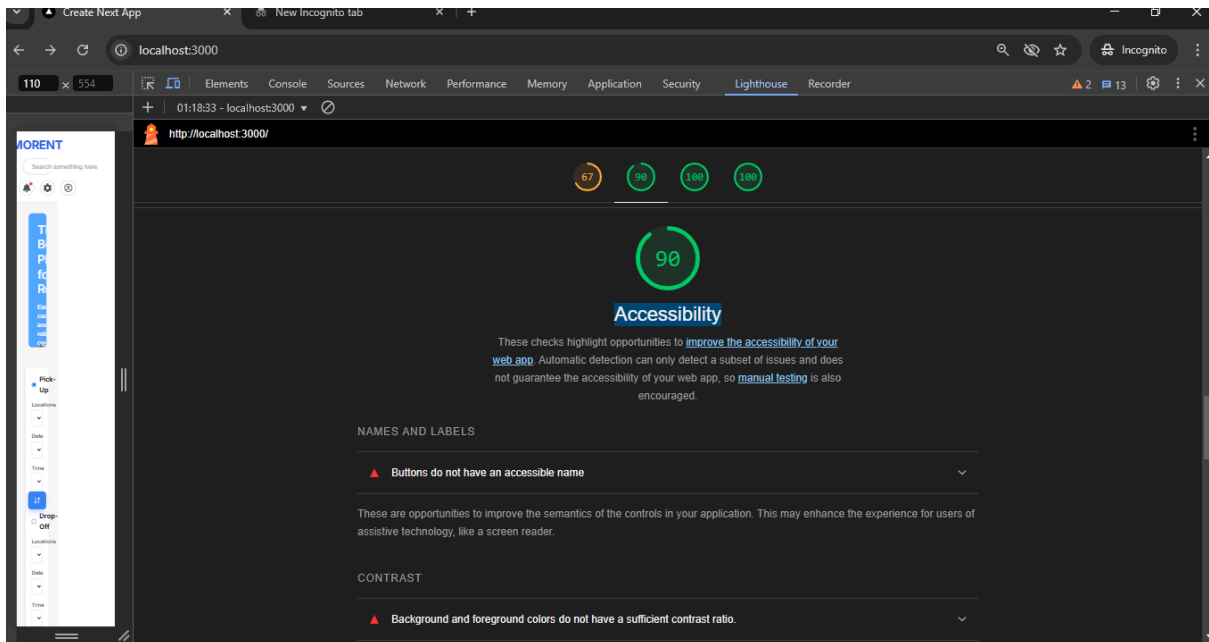 Create Next App
New Incognito tab
localhost:3000
Incognito
110 × 554
Elements Console Sources Network Performance Memory Application Security Lighthouse Recorder
2 13
01:18:33 - localhost:3000
http://localhost:3000/
67 90 100 100
90
Accessibility
These checks highlight opportunities to improve the accessibility of your
web app. Automatic detection can only detect a subset of issues and does
not guarantee the accessibility of your web app, so manual testing is also
encouraged.
NAMES AND LABELS
Buttons do not have an accessible name
These are opportunities to improve the semantics of the controls in your application. This may enhance the experience for users of
assistive technology, like a screen reader.
CONTRAST
Background and foreground colors do not have a sufficient contrast ratio.
MORENT
Search something here
Pick-
Up
Locations
Date
Time
Drop-
Off
Locations
Date
Time